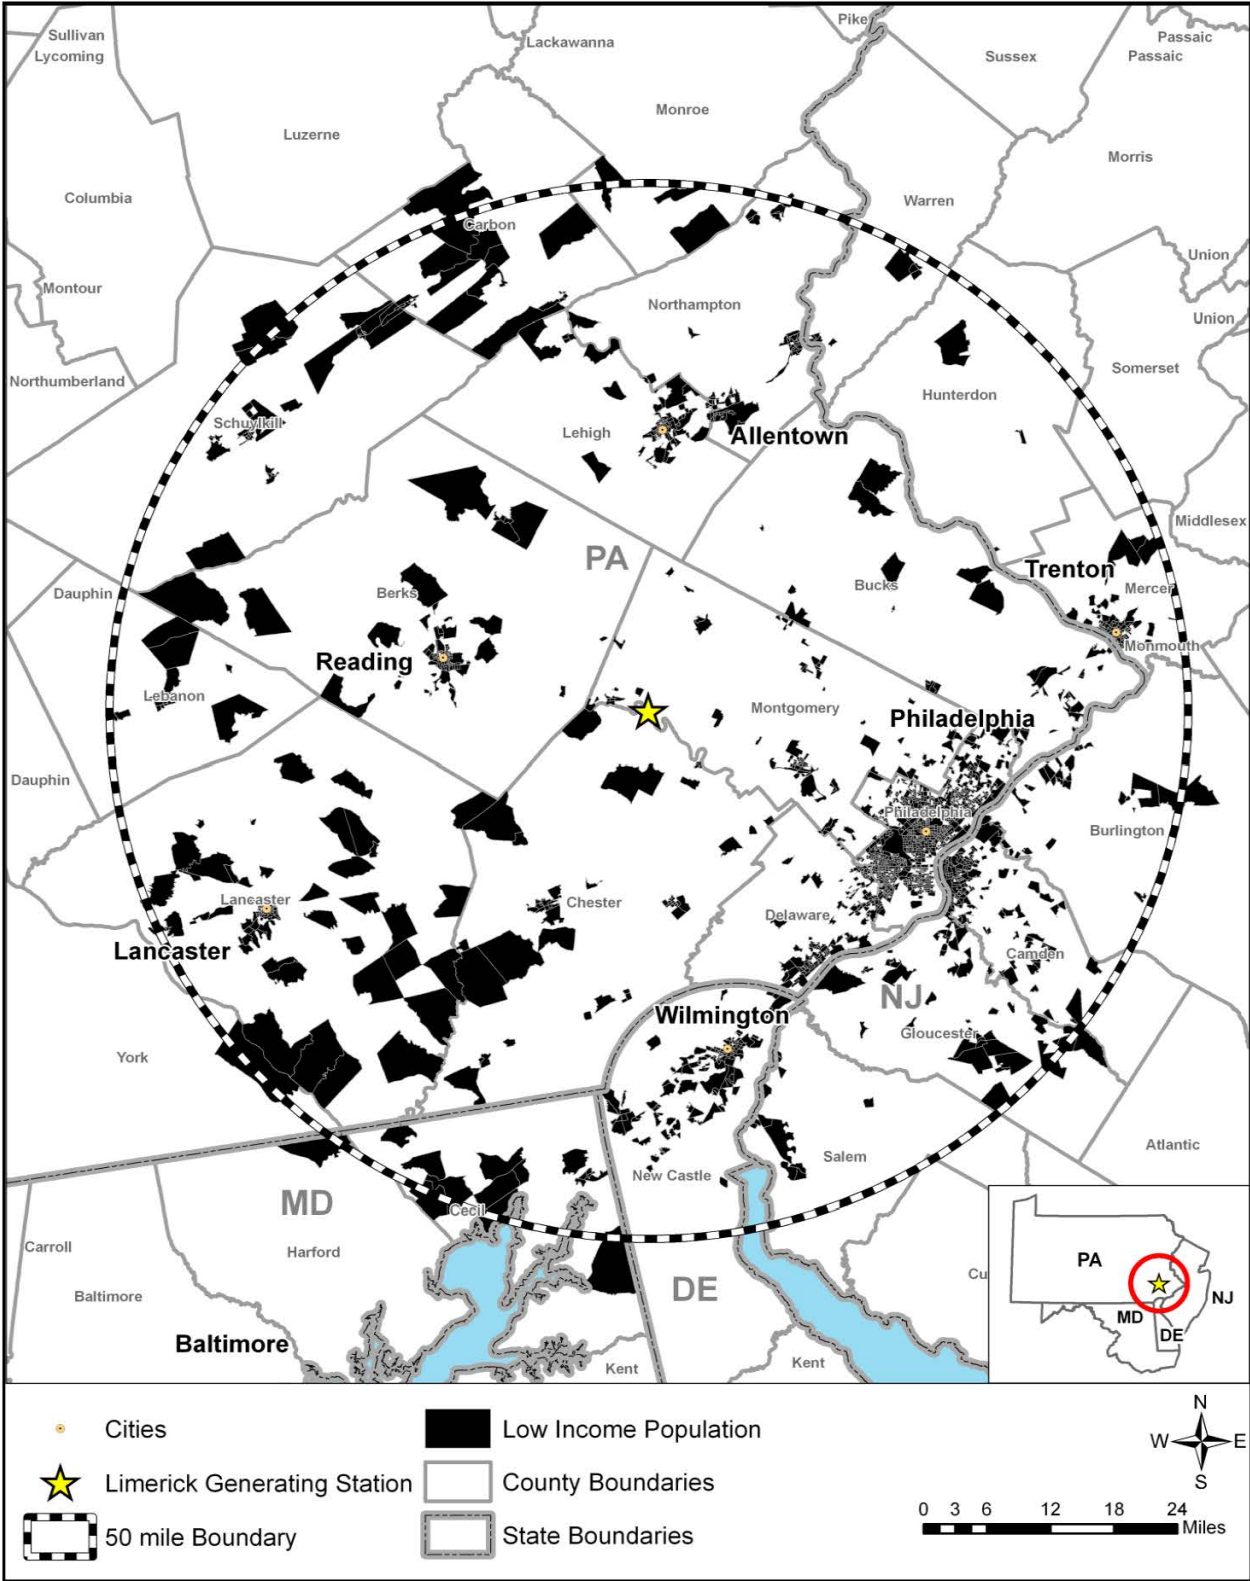 Pike
Sullivan
Lycoming
Lackawanna
Passaic
Passaic
Sussex
Monroe
Luzerne
Morris
Columbia
Warren
Carbon
Union
Montour
Northampton
Union
Northumberland
Somerset
Hunterdon
Schuylkill
Lehigh
Allentown
Middlesex
PA
Trenton
Dauphin
Berks
Bucks
Mercer
Reading
Monmouth
Lebanon
Montgomery
Philadelphia
Dauphin
Philadelphia
Burlington
Lancaster
Chester
Delaware
Lancaster
Camden
NJ
Wilmington
Gloucester
York
Atlantic
Salem
New Castle
MD
Cecil
Harford
Carroll
Cu
DE
Baltimore
Baltimore
Kent
Kent
PA
NJ
MD
DE
Cities
Limerick Generating Station
50 mile Boundary
Low Income Population
County Boundaries
State Boundaries
N
W E
S
0 3 6 12 18 24
Miles